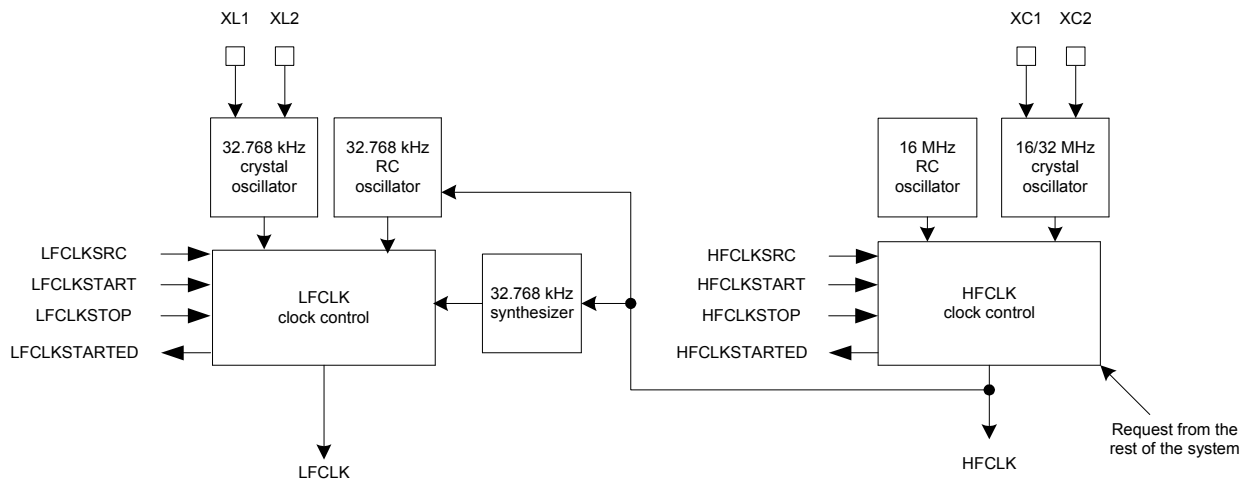 XL1
XL2
XC1
XC2
32.768 kHz
crystal
oscillator
32.768 kHz
RC
oscillator
16 MHz
RC
oscillator
16/32 MHz
crystal
oscillator
LFCLKSRC
LFCLKSTART
LFCLKSTOP
LFCLKSTARTED
LFCLK
clock control
32.768 kHz
synthesizer
HFCLKSRC
HFCLKSTART
HFCLKSTOP
HFCLKSTARTED
HFCLK
clock control
Request from the
rest of the system
LFCLK
HFCLK